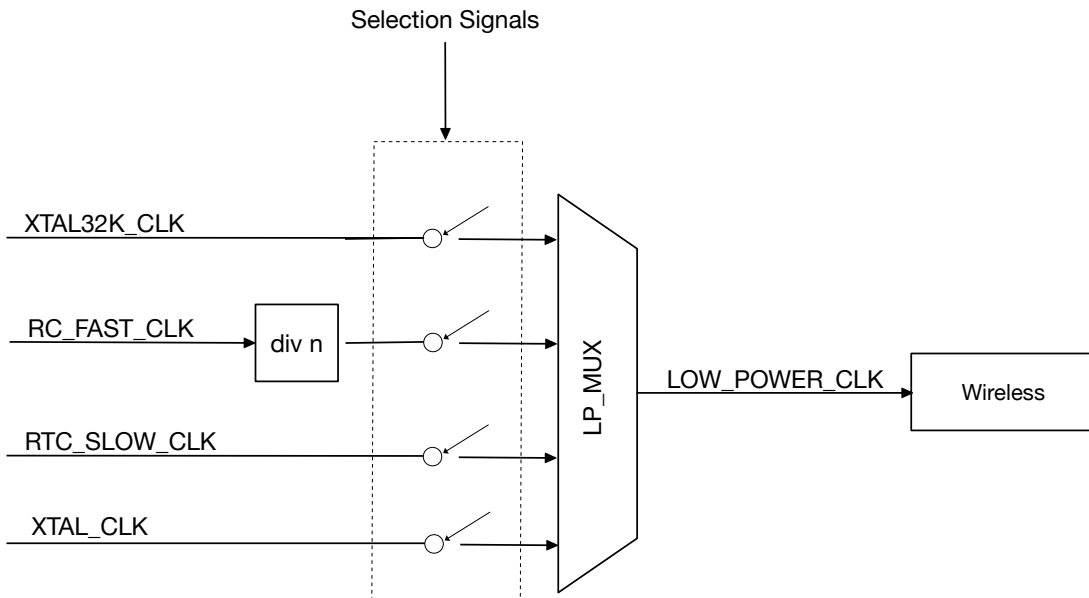 Selection Signals
XTAL32K_CLK
RC_FAST_CLK
div n
RTC_SLOW_CLK
XTAL_CLK
LP_MUX
LOW_POWER_CLK
Wireless